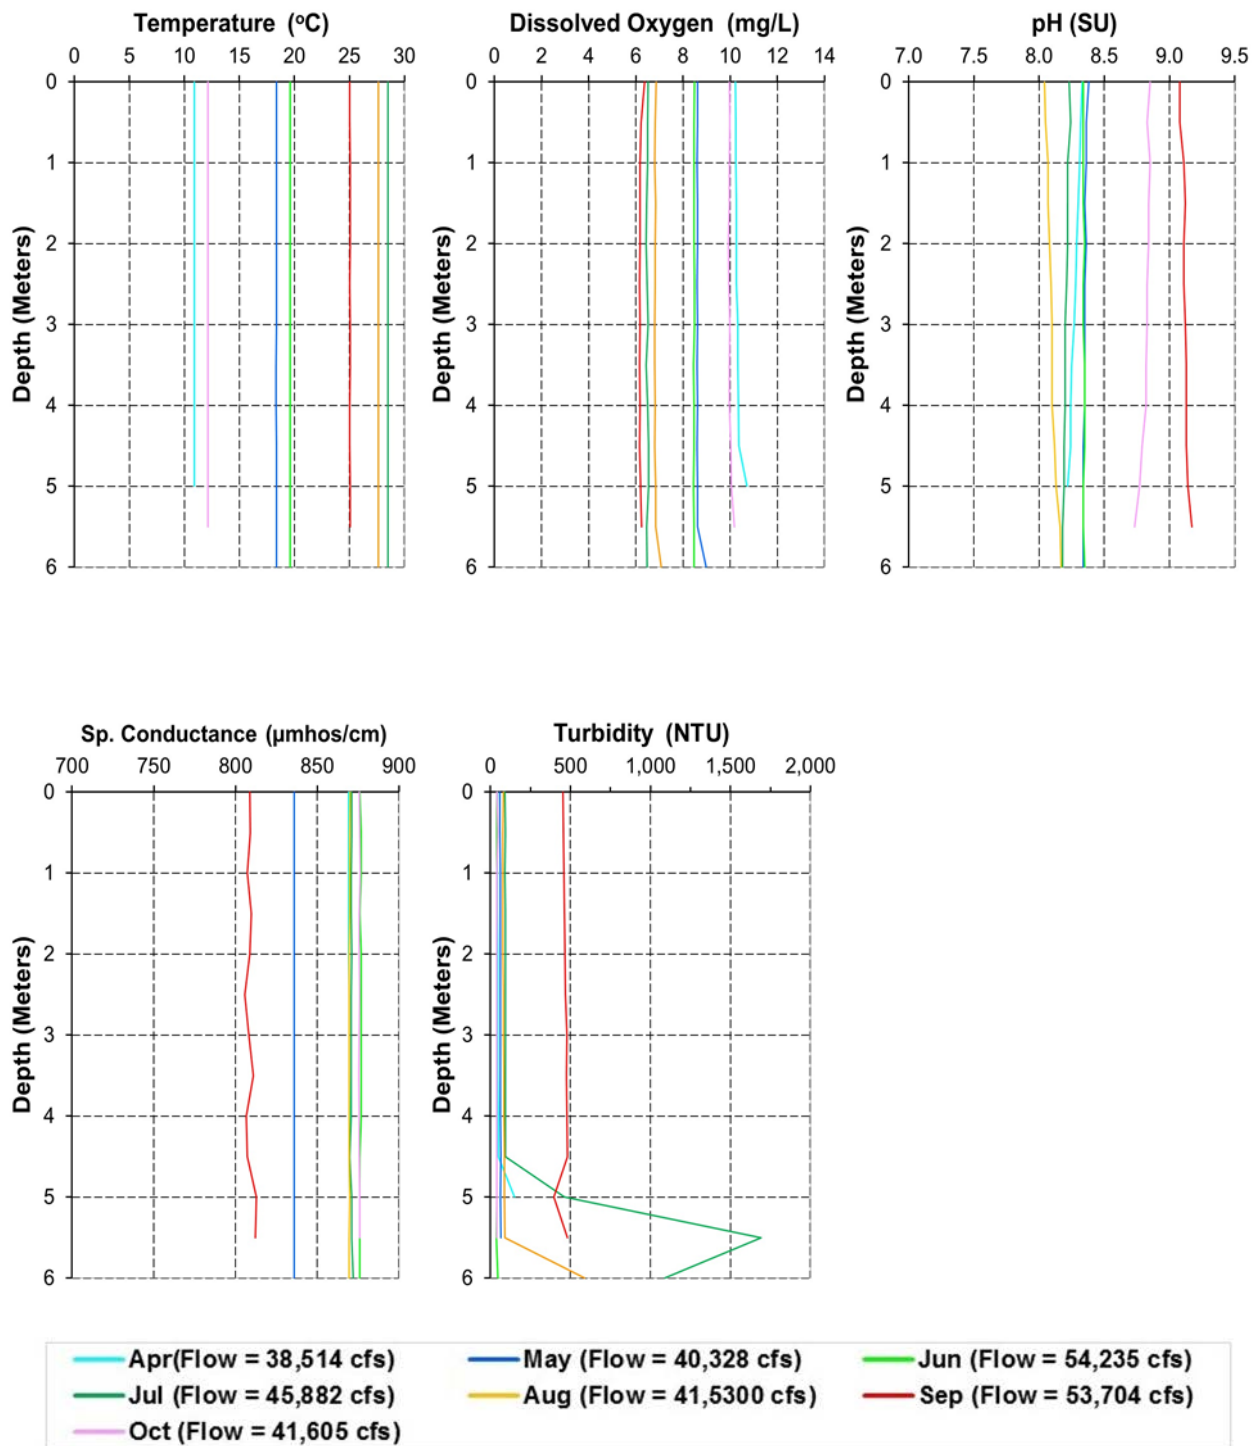 Temperature (°C)
0 5 10 15 20 25 30
0
1
2
3
4
5
6
Depth (Meters)
Dissolved Oxygen (mg/L)
0 2 4 6 8 10 12 14
0
1
2
3
4
5
6
Depth (Meters)
pH (SU)
7.0 7.5 8.0 8.5 9.0 9.5
0
1
2
3
4
5
6
Depth (Meters)
Sp. Conductance (µmhos/cm)
700 750 800 850 900
0
1
2
3
4
5
6
Depth (Meters)
Turbidity (NTU)
0 500 1,000 1,500 2,000
0
1
2
3
4
5
6
Depth (Meters)
Apr(Flow = 38,514 cfs) May (Flow = 40,328 cfs) Jun (Flow = 54,235 cfs)
Jul (Flow = 45,882 cfs) Aug (Flow = 41,5300 cfs) Sep (Flow = 53,704 cfs)
Oct (Flow = 41,605 cfs)